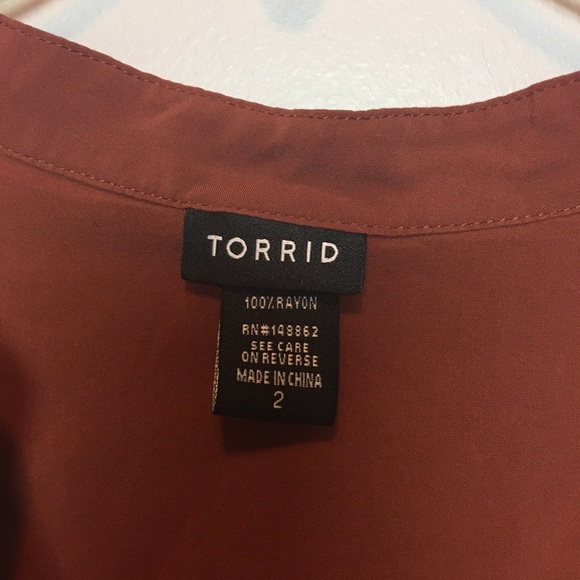 TORRID
100% RAYON
RN#148862
SEE CARE
ON REVERSE
MADE IN CHINA
2